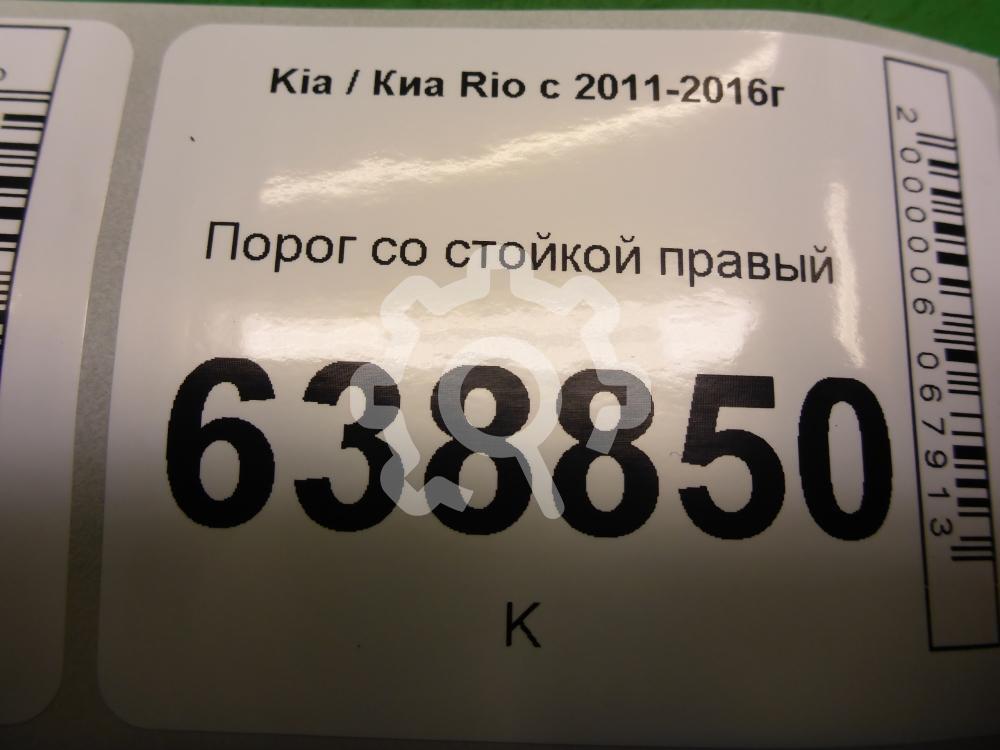 Kia / Киа Rio с 2011-2016г
Порог со стойкой правый
638850
К
2000006067913